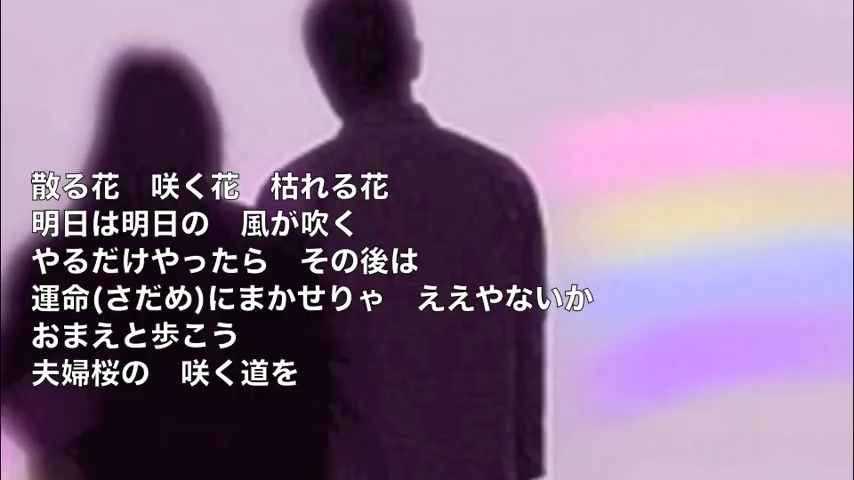 散る花　咲く花　枯れる花
明日は明日の　風が吹く
やるだけやったら　その後は
運命(さだめ)にまかせりゃ　ええやないか
おまえと歩こう
夫婦桜の　咲く道を